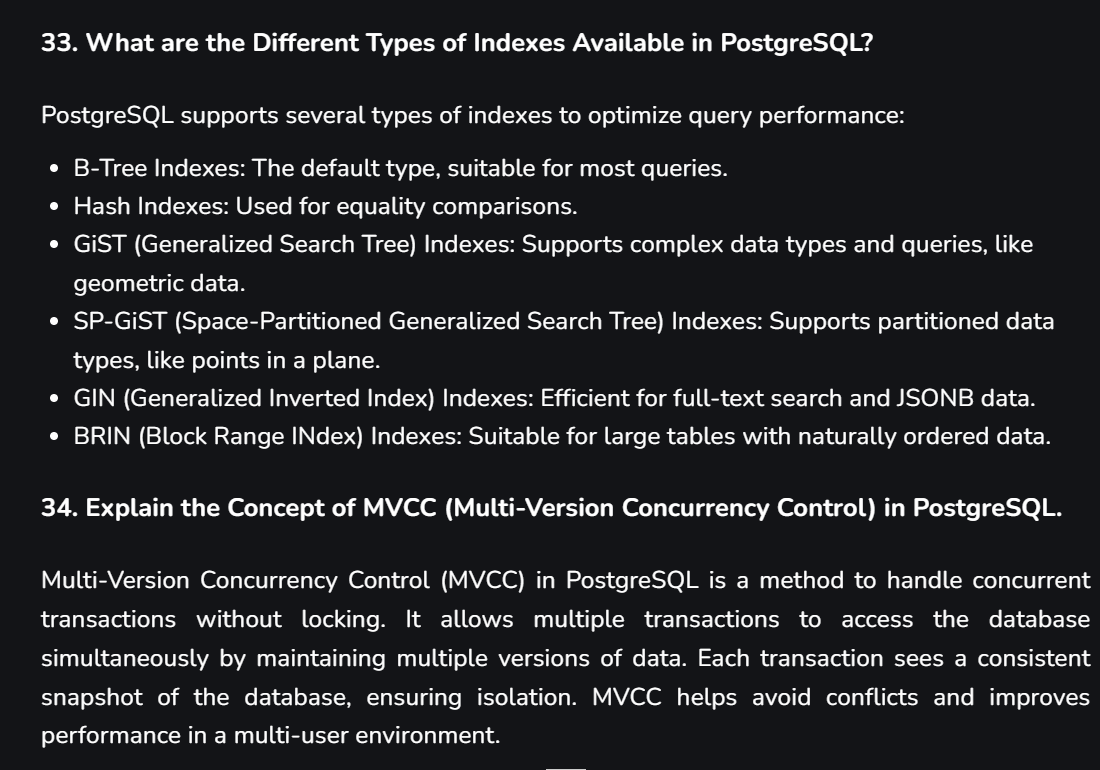 33. What are the Different Types of Indexes Available in PostgreSQL?
PostgreSQL supports several types of indexes to optimize query performance:
• B-Tree Indexes: The default type, suitable for most queries.
• Hash Indexes: Used for equality comparisons.
• GiST (Generalized Search Tree) Indexes: Supports complex data types and queries, like
geometric data.
• SP-GiST (Space-Partitioned Generalized Search Tree) Indexes: Supports partitioned data
types, like points in a plane.
• GIN (Generalized Inverted Index) Indexes: Efficient for full-text search and JSONB data.
• BRIN (Block Range INdex) Indexes: Suitable for large tables with naturally ordered data.
34. Explain the Concept of MVCC (Multi-Version Concurrency Control) in PostgreSQL.
Multi-Version Concurrency Control (MVCC) in PostgreSQL is a method to handle concurrent
transactions without locking. It allows multiple transactions to access the database
simultaneously by maintaining multiple versions of data. Each transaction sees a consistent
snapshot of the database, ensuring isolation. MVCC helps avoid conflicts and improves
performance in a multi-user environment.